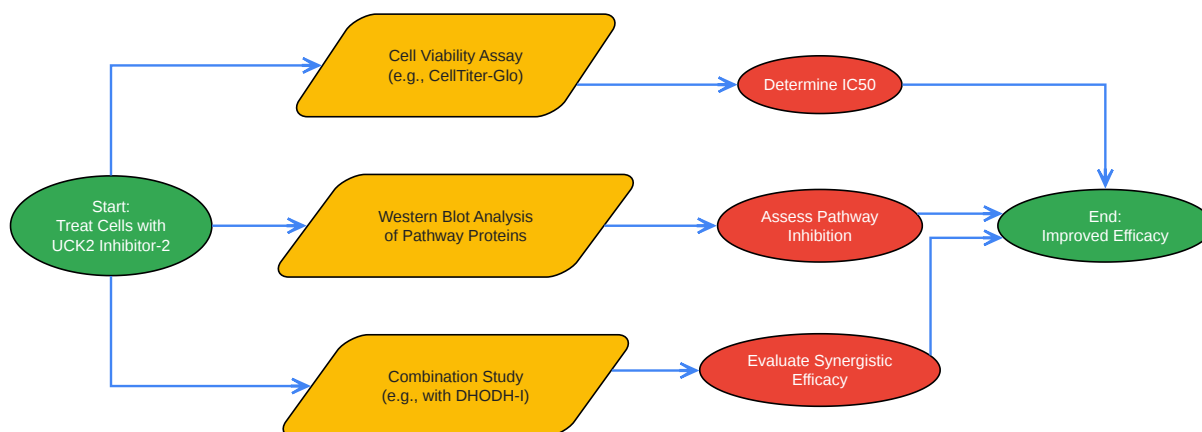 Cell Viability Assay
(e.g., CellTiter-Glo)
Determine IC50
Start:
Treat Cells with
UCK2 Inhibitor-2
Western Blot Analysis
of Pathway Proteins
Assess Pathway
Inhibition
End:
Improved Efficacy
Combination Study
(e.g., with DHODH-I)
Evaluate Synergistic
Efficacy